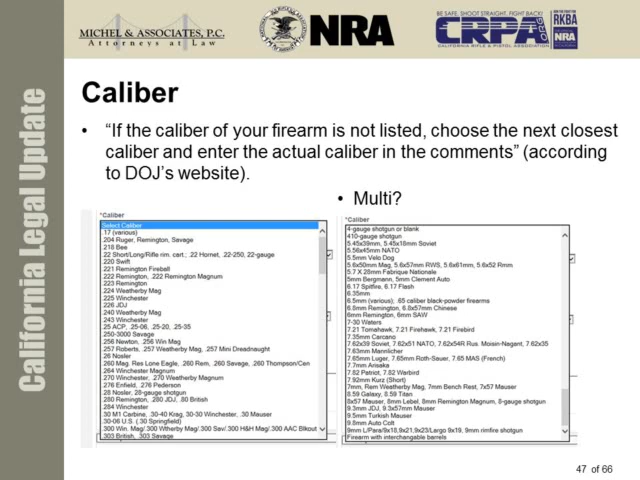 MICHEL & ASSOCIATES, P.C.
Attorneys at Law
NRA
BE SAFE, SHOOT STRAIGHT, FIGHT BACK!
CRPA.ORG
CALIFORNIA RIFLE & PISTOL ASSOCIATION
RKBA
NRA
California Legal Update
Caliber
• “If the caliber of your firearm is not listed, choose the next closest
caliber and enter the actual caliber in the comments” (according
to DOJ’s website).
• Multi?
*Caliber
Select Caliber
.17 (various)
.204 Ruger, Remington, Savage
.218 Bee
.22 Short/Long/Rifle rim. cart.; .22 Hornet, .22-250, 22-gauge
.220 Swift
.221 Remington Fireball
.222 Remington, .222 Remington Magnum
.223 Remington
.224 Weatherby Mag
.225 Winchester
.226 JDJ
.240 Weatherby Mag
.243 Winchester
.25 ACP, .25-06, .25-20, .25-35
.250-3000 Savage
.256 Newton, .256 Win Mag
.257 Roberts, .257 Weatherby Mag, .257 Mini Dreadnaught
.26 Nosler
.260 Mag. Res Lone Eagle, .260 Rem, .260 Savage, .260 Thompson/Cen
.264 Winchester Magnum
.270 Winchester, .270 Weatherby Magnum
.276 Enfield, .276 Pederson
.28 Nosler, 28-gauge shotgun
.280 Remington, .280 JDJ, .80 British
.284 Winchester
.30 M1 Carbine, .30-40 Krag, 30-30 Winchester, .30 Mauser
.30-06 U.S. (.30 Springfield)
.300 Win. Mag/.300 Wtherby Mag/.300 Sav/.300 H&H Mag/.300 AAC Blkout
.303 British, .303 Savage
*Caliber
4-gauge shotgun or blank
410-gauge shotgun
5.45x39mm, 5.45x18mm Soviet
5.56x45mm NATO
5.5mm Velo Dog
5.6x50mm Mag, 5.6x57mm RWS, 5.6x61mm, 5.6x52 Rmm
5.7 X 28mm Fabrique Nationale
5mm Bergmann, 5mm Clement Auto
6.17 Spitfire, 6.17 Flash
6.35mm
6.5mm (various), .65 caliber black-powder firearms
6.8mm Remington, 6.8x57mm Chinese
6mm Remington, 6mm SAW
7-30 Waters
7.21 Tomahawk, 7.21 Firehawk, 7.21 Firebird
7.35mm Carcano
7.62x39 Soviet, 7.62x51 NATO, 7.62x54R Rus. Moisin-Nagant, 7.62x35
7.63mm Mannlicher
7.65mm Luger, 7.65mm Roth-Sauer, 7.65 MAS (French)
7.7mm Arisaka
7.82 Patriot, 7.82 Warbird
7.92mm Kurz (Short)
7mm, Rem Weatherby Mag, 7mm Bench Rest, 7x57 Mauser
8.59 Galaxy, 8.58 Titan
8x57 Mauser, 8mm Lebel, 8mm Remington Magnum, 8-gauge shotgun
9.3mm JDJ, 9.3x57mm Mauser
9.5mm Turkish Mauser
9.8mm Auto Colt
9mm L/Para/9x18,9x21,9x23/Largo 9x19, 9mm rimfire shotgun
Firearm with interchangable barrels
47 of 66